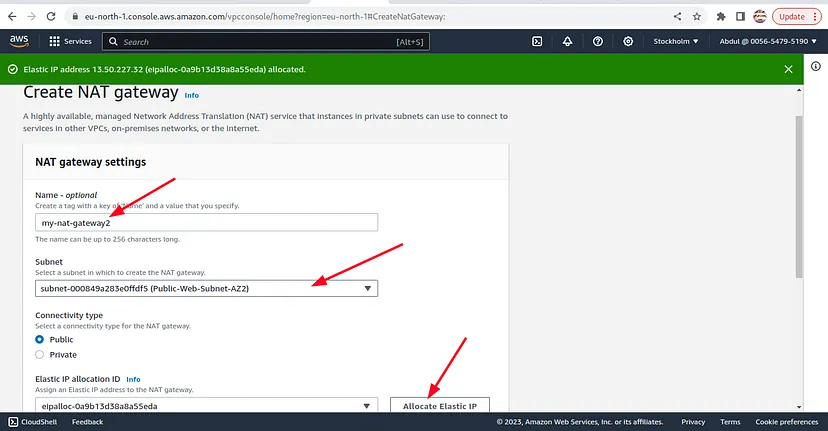 eu-north-1.console.aws.amazon.com/vpcconsole/home?region=eu-north-1#CreateNatGateway:
Update
aws
Services
Search
[Alt+S]
Stockholm
Abdul @ 0056-5479-5190
Elastic IP address 13.50.227.32 (eipalloc-0a9b13d38a8a55eda) allocated.
Create NAT gateway Info
A highly available, managed Network Address Translation (NAT) service that instances in private subnets can use to connect to
services in other VPCs, on-premises networks, or the internet.
NAT gateway settings
Name - optional
Create a tag with a key of 'Name' and a value that you specify.
my-nat-gateway2
The name can be up to 256 characters long.
Subnet
Select a subnet in which to create the NAT gateway.
subnet-000849a283e0ffdf5 (Public-Web-Subnet-AZ2)
Connectivity type
Select a connectivity type for the NAT gateway.
Public
Private
Elastic IP allocation ID Info
Assign an Elastic IP address to the NAT gateway.
eipalloc-0a9b13d38a8a55eda
Allocate Elastic IP
CloudShell
Feedback
© 2023, Amazon Web Services, Inc. or its affiliates.
Privacy
Terms
Cookie preferences